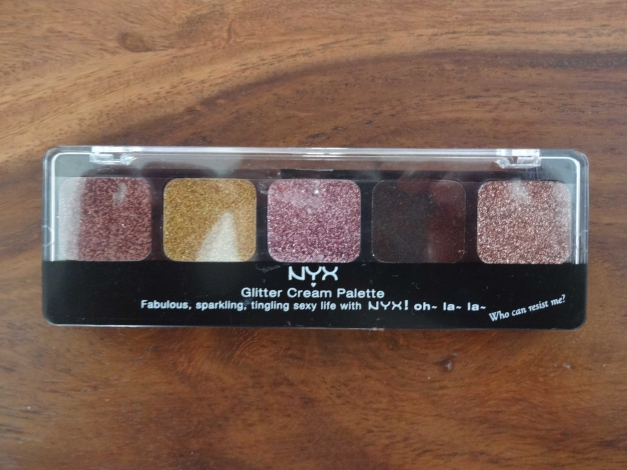 NYX
Glitter Cream Palette
Fabulous, sparkling, tingling sexy life with NYX! oh~ la~ la~
Who can resist me?